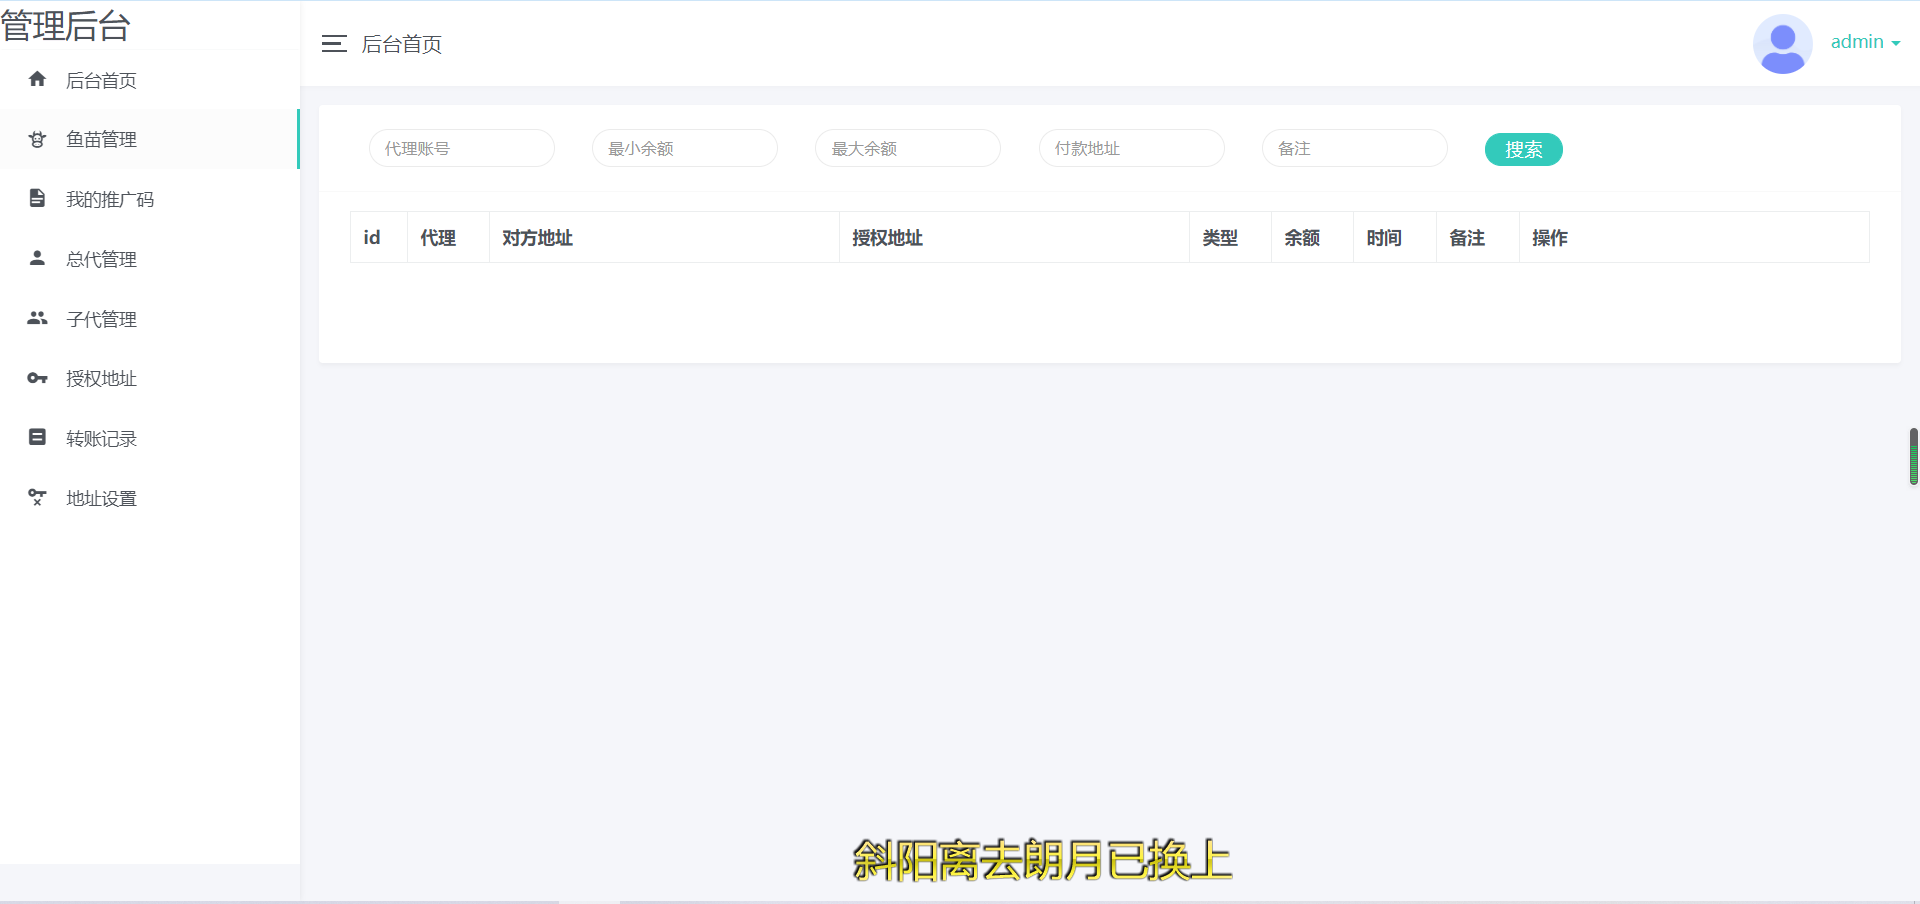 管理后台
后台首页
鱼苗管理
我的推广码
总代管理
子代管理
授权地址
转账记录
地址设置
后台首页
admin
代理账号 最小余额 最大余额 付款地址 备注 搜索
id 代理 对方地址 授权地址 类型 余额 时间 备注 操作
斜阳离去朗月已换上